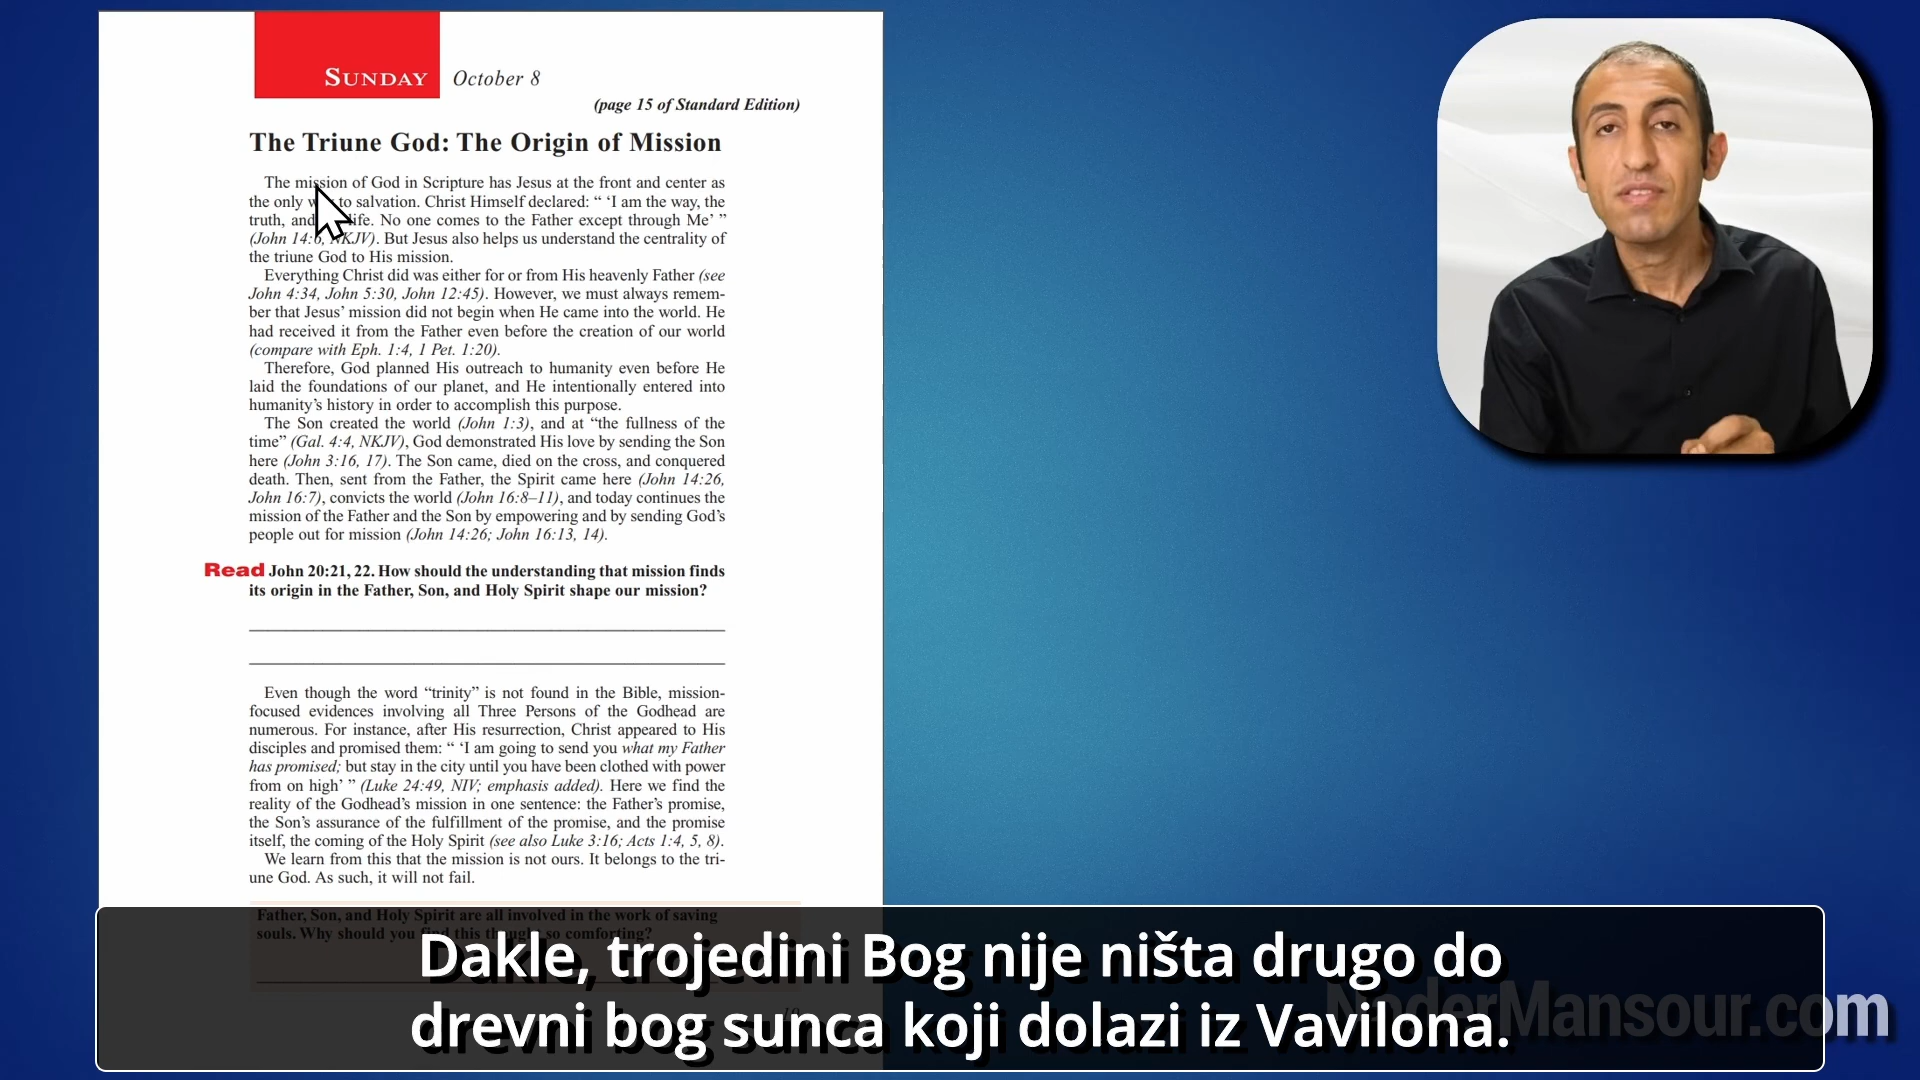 SUNDAY October 8
(page 15 of Standard Edition)
The Triune God: The Origin of Mission
The mission of God in Scripture has Jesus at the front and center as
the only to salvation. Christ Himself declared: “ ‘I am the way, the
truth, and life. No one comes to the Father except through Me’ ”
(John 14:6, NKJV). But Jesus also helps us understand the centrality of
the triune God to His mission.
Everything Christ did was either for or from His heavenly Father (see
John 4:34, John 5:30, John 12:45). However, we must always remem-
ber that Jesus’ mission did not begin when He came into the world. He
had received it from the Father even before the creation of our world
(compare with Eph. 1:4, 1 Pet. 1:20).
Therefore, God planned His outreach to humanity even before He
laid the foundations of our planet, and He intentionally entered into
humanity’s history in order to accomplish this purpose.
The Son created the world (John 1:3), and at “the fullness of the
time” (Gal. 4:4, NKJV), God demonstrated His love by sending the Son
here (John 3:16, 17). The Son came, died on the cross, and conquered
death. Then, sent from the Father, the Spirit came here (John 14:26,
John 16:7), convicts the world (John 16:8–11), and today continues the
mission of the Father and the Son by empowering and by sending God’s
people out for mission (John 14:26; John 16:13, 14).
Read John 20:21, 22. How should the understanding that mission finds
its origin in the Father, Son, and Holy Spirit shape our mission?
Even though the word “trinity” is not found in the Bible, mission-
focused evidences involving all Three Persons of the Godhead are
numerous. For instance, after His resurrection, Christ appeared to His
disciples and promised them: “ ‘I am going to send you what my Father
has promised; but stay in the city until you have been clothed with power
from on high’ ” (Luke 24:49, NIV; emphasis added). Here we find the
reality of the Godhead’s mission in one sentence: the Father’s promise,
the Son’s assurance of the fulfillment of the promise, and the promise
itself, the coming of the Holy Spirit (see also Luke 3:16; Acts 1:4, 5, 8).
We learn from this that the mission is not ours. It belongs to the tri-
une God. As such, it will not fail.
Father, Son, and Holy Spirit are all involved in the work of saving
souls. Why should you find this thought so comforting?
Dakle, trojedini Bog nije ništa drugo do
drevni bog sunca koji dolazi iz Vavilona.
NaderMansour.com